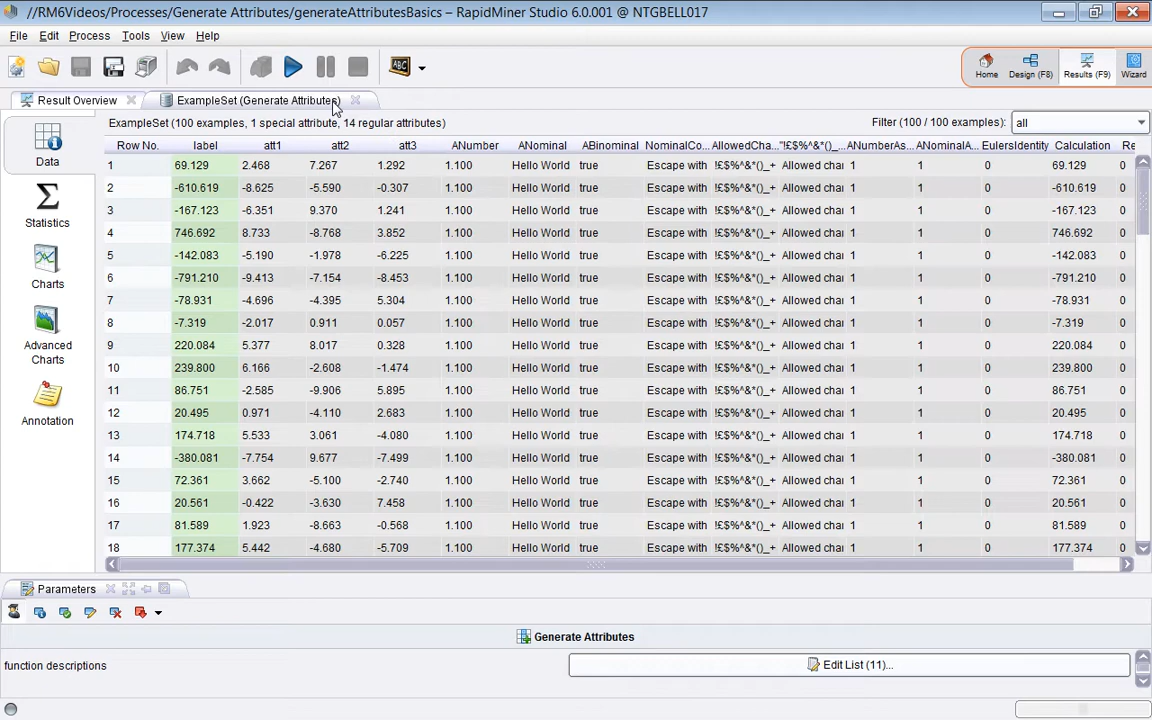 //RM6Videos/Processes/Generate Attributes/generateAttributesBasics – RapidMiner Studio 6.0.001 @ NTGBELL017
File Edit Process Tools View Help
ABC
Home Design (F8) Results (F9) Wizard
Result Overview ExampleSet (Generate Attributes)
ExampleSet (100 examples, 1 special attribute, 14 regular attributes) Filter (100 / 100 examples): all
Row No. label att1 att2 att3 ANumber ANominal ABinominal NominalCo... AllowedCha... "!£$%^&*()_... ANumberAs... ANominalA... EulersIdentity Calculation Re
1 69.129 2.468 7.267 1.292 1.100 Hello World true Escape with !£$%^&*()_+ Allowed char 1 1 0 69.129 0
2 -610.619 -8.625 -5.590 -0.307 1.100 Hello World true Escape with !£$%^&*()_+ Allowed char 1 1 0 -610.619 0
3 -167.123 -6.351 9.370 1.241 1.100 Hello World true Escape with !£$%^&*()_+ Allowed char 1 1 0 -167.123 0
4 746.692 8.733 -8.768 3.852 1.100 Hello World true Escape with !£$%^&*()_+ Allowed char 1 1 0 746.692 0
5 -142.083 -5.190 -1.978 -6.225 1.100 Hello World true Escape with !£$%^&*()_+ Allowed char 1 1 0 -142.083 0
6 -791.210 -9.413 -7.154 -8.453 1.100 Hello World true Escape with !£$%^&*()_+ Allowed char 1 1 0 -791.210 0
7 -78.931 -4.696 -4.395 5.304 1.100 Hello World true Escape with !£$%^&*()_+ Allowed char 1 1 0 -78.931 0
8 -7.319 -2.017 0.911 0.057 1.100 Hello World true Escape with !£$%^&*()_+ Allowed char 1 1 0 -7.319 0
9 220.084 5.377 8.017 0.328 1.100 Hello World true Escape with !£$%^&*()_+ Allowed char 1 1 0 220.084 0
10 239.800 6.166 -2.608 -1.474 1.100 Hello World true Escape with !£$%^&*()_+ Allowed char 1 1 0 239.800 0
11 86.751 -2.585 -9.906 5.895 1.100 Hello World true Escape with !£$%^&*()_+ Allowed char 1 1 0 86.751 0
12 20.495 0.971 -4.110 2.683 1.100 Hello World true Escape with !£$%^&*()_+ Allowed char 1 1 0 20.495 0
13 174.718 5.533 3.061 -4.080 1.100 Hello World true Escape with !£$%^&*()_+ Allowed char 1 1 0 174.718 0
14 -380.081 -7.754 9.677 -7.499 1.100 Hello World true Escape with !£$%^&*()_+ Allowed char 1 1 0 -380.081 0
15 72.361 3.662 -5.100 -2.740 1.100 Hello World true Escape with !£$%^&*()_+ Allowed char 1 1 0 72.361 0
16 20.561 -0.422 -3.630 7.458 1.100 Hello World true Escape with !£$%^&*()_+ Allowed char 1 1 0 20.561 0
17 81.589 1.923 -8.663 -0.568 1.100 Hello World true Escape with !£$%^&*()_+ Allowed char 1 1 0 81.589 0
18 177.374 5.442 -4.680 -5.709 1.100 Hello World true Escape with !£$%^&*()_+ Allowed char 1 1 0 177.374 0
Data
Statistics
Charts
Advanced
Charts
Annotation
Parameters
Generate Attributes
function descriptions Edit List (11)...